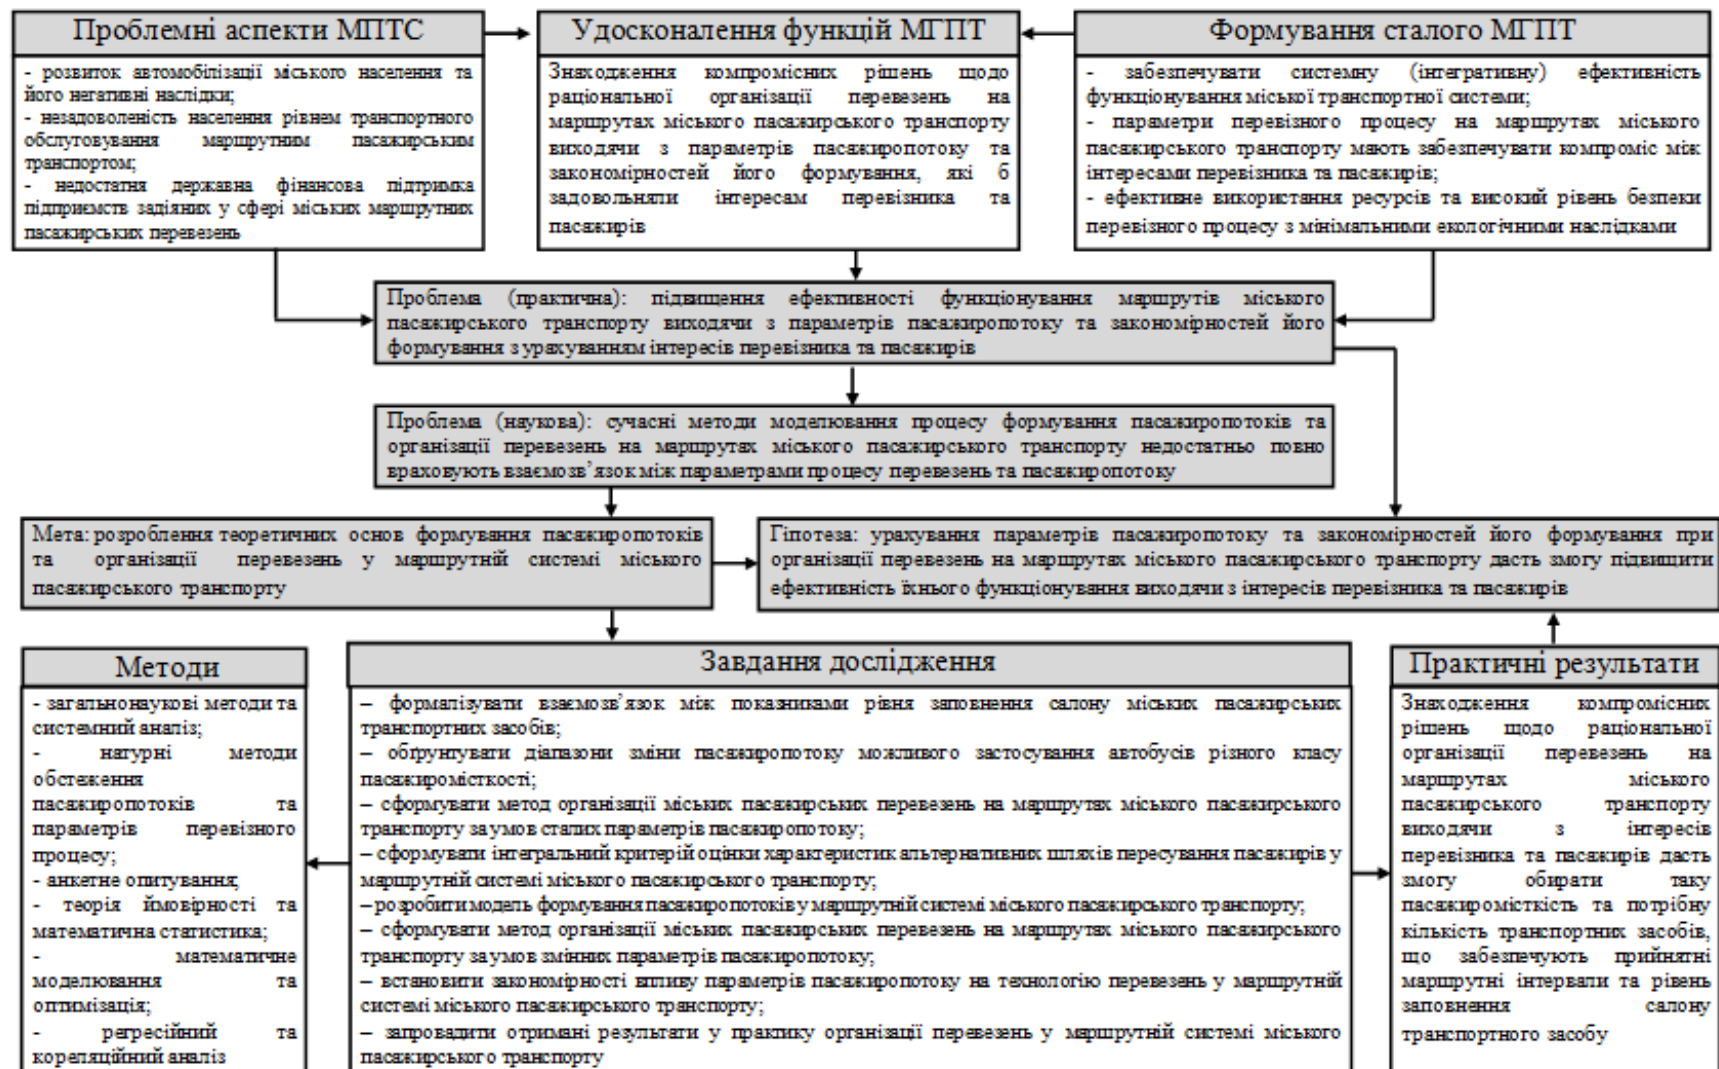 Проблемні аспекти МПТС
- розвиток автомобілізації міського населення та
його негативні наслідки;
- незадоволеність населення рівнем транспортного
обслуговування маршрутним пасажирським
транспортом;
- недостатня державна фінансова підтримка
підприємств задіяних у сфері міських маршрутних
пасажирських перевезень
Удосконалення функцій МГПТ
Знаходження компромісних рішень щодо
раціональної організації перевезень на
маршрутах міського пасажирського транспорту
виходячи з параметрів пасажиропотоку та
закономірностей його формування, які б
задовольняли інтересам перевізника та
пасажирів
Формування сталого МГПТ
- забезпечувати системну (інтегративну) ефективність
функціонування міської транспортної системи;
- параметри перевізного процесу на маршрутах міського
пасажирського транспорту мають забезпечувати компроміс між
інтересами перевізника та пасажирів;
- ефективне використання ресурсів та високий рівень безпеки
перевізного процесу з мінімальними екологічними наслідками
Проблема (практична): підвищення ефективності функціонування маршрутів міського
пасажирського транспорту виходячи з параметрів пасажиропотоку та закономірностей його
формування з урахуванням інтересів перевізника та пасажирів
Проблема (наукова): сучасні методи моделювання процесу формування пасажиропотоків та
організації перевезень на маршрутах міського пасажирського транспорту недостатньо повно
враховують взаємозв’язок між параметрами процесу перевезень та пасажиропотоку
Мета: розроблення теоретичних основ формування пасажиропотоків
та організації перевезень у маршрутній системі міського
пасажирського транспорту
Гіпотеза: урахування параметрів пасажиропотоку та закономірностей його формування при
організації перевезень на маршрутах міського пасажирського транспорту дасть змогу підвищити
ефективність їхнього функціонування виходячи з інтересів перевізника та пасажирів
Методи
- загальнонаукові методи та
системний аналіз;
- натурні методи
обстеження
пасажиропотоків та
параметрів перевізного
процесу;
- анкетне опитування;
- теорія ймовірності та
математична статистика;
- математичне
моделювання та
оптимізація;
- регресійний та
кореляційний аналіз
Завдання дослідження
– формалізувати взаємозв’язок між показниками рівня заповнення салону міських пасажирських
транспортних засобів;
– обґрунтувати діапазони зміни пасажиропотоку можливого застосування автобусів різного класу
пасажиромісткості;
– сформувати метод організації міських пасажирських перевезень на маршрутах міського пасажирського
транспорту за умов сталих параметрів пасажиропотоку;
– сформувати інтегральний критерій оцінки характеристик альтернативних шляхів пересування пасажирів у
маршрутній системі міського пасажирського транспорту;
– розробити модель формування пасажиропотоків у маршрутній системі міського пасажирського транспорту;
– сформувати метод організації міських пасажирських перевезень на маршрутах міського пасажирського
транспорту за умов змінних параметрів пасажиропотоку;
– встановити закономірності впливу параметрів пасажиропотоку на технологію перевезень у маршрутній
системі міського пасажирського транспорту;
– запровадити отримані результати у практику організації перевезень у маршрутній системі міського
пасажирського транспорту
Практичні результати
Знаходження компромісних
рішень щодо раціональної
організації перевезень на
маршрутах міського
пасажирського транспорту
виходячи з інтересів
перевізника та пасажирів дасть
змогу обирати таку
пасажиромісткість та потрібну
кількість транспортних засобів,
що забезпечують прийнятні
маршрутні інтервали та рівень
заповнення салону
транспортного засобу